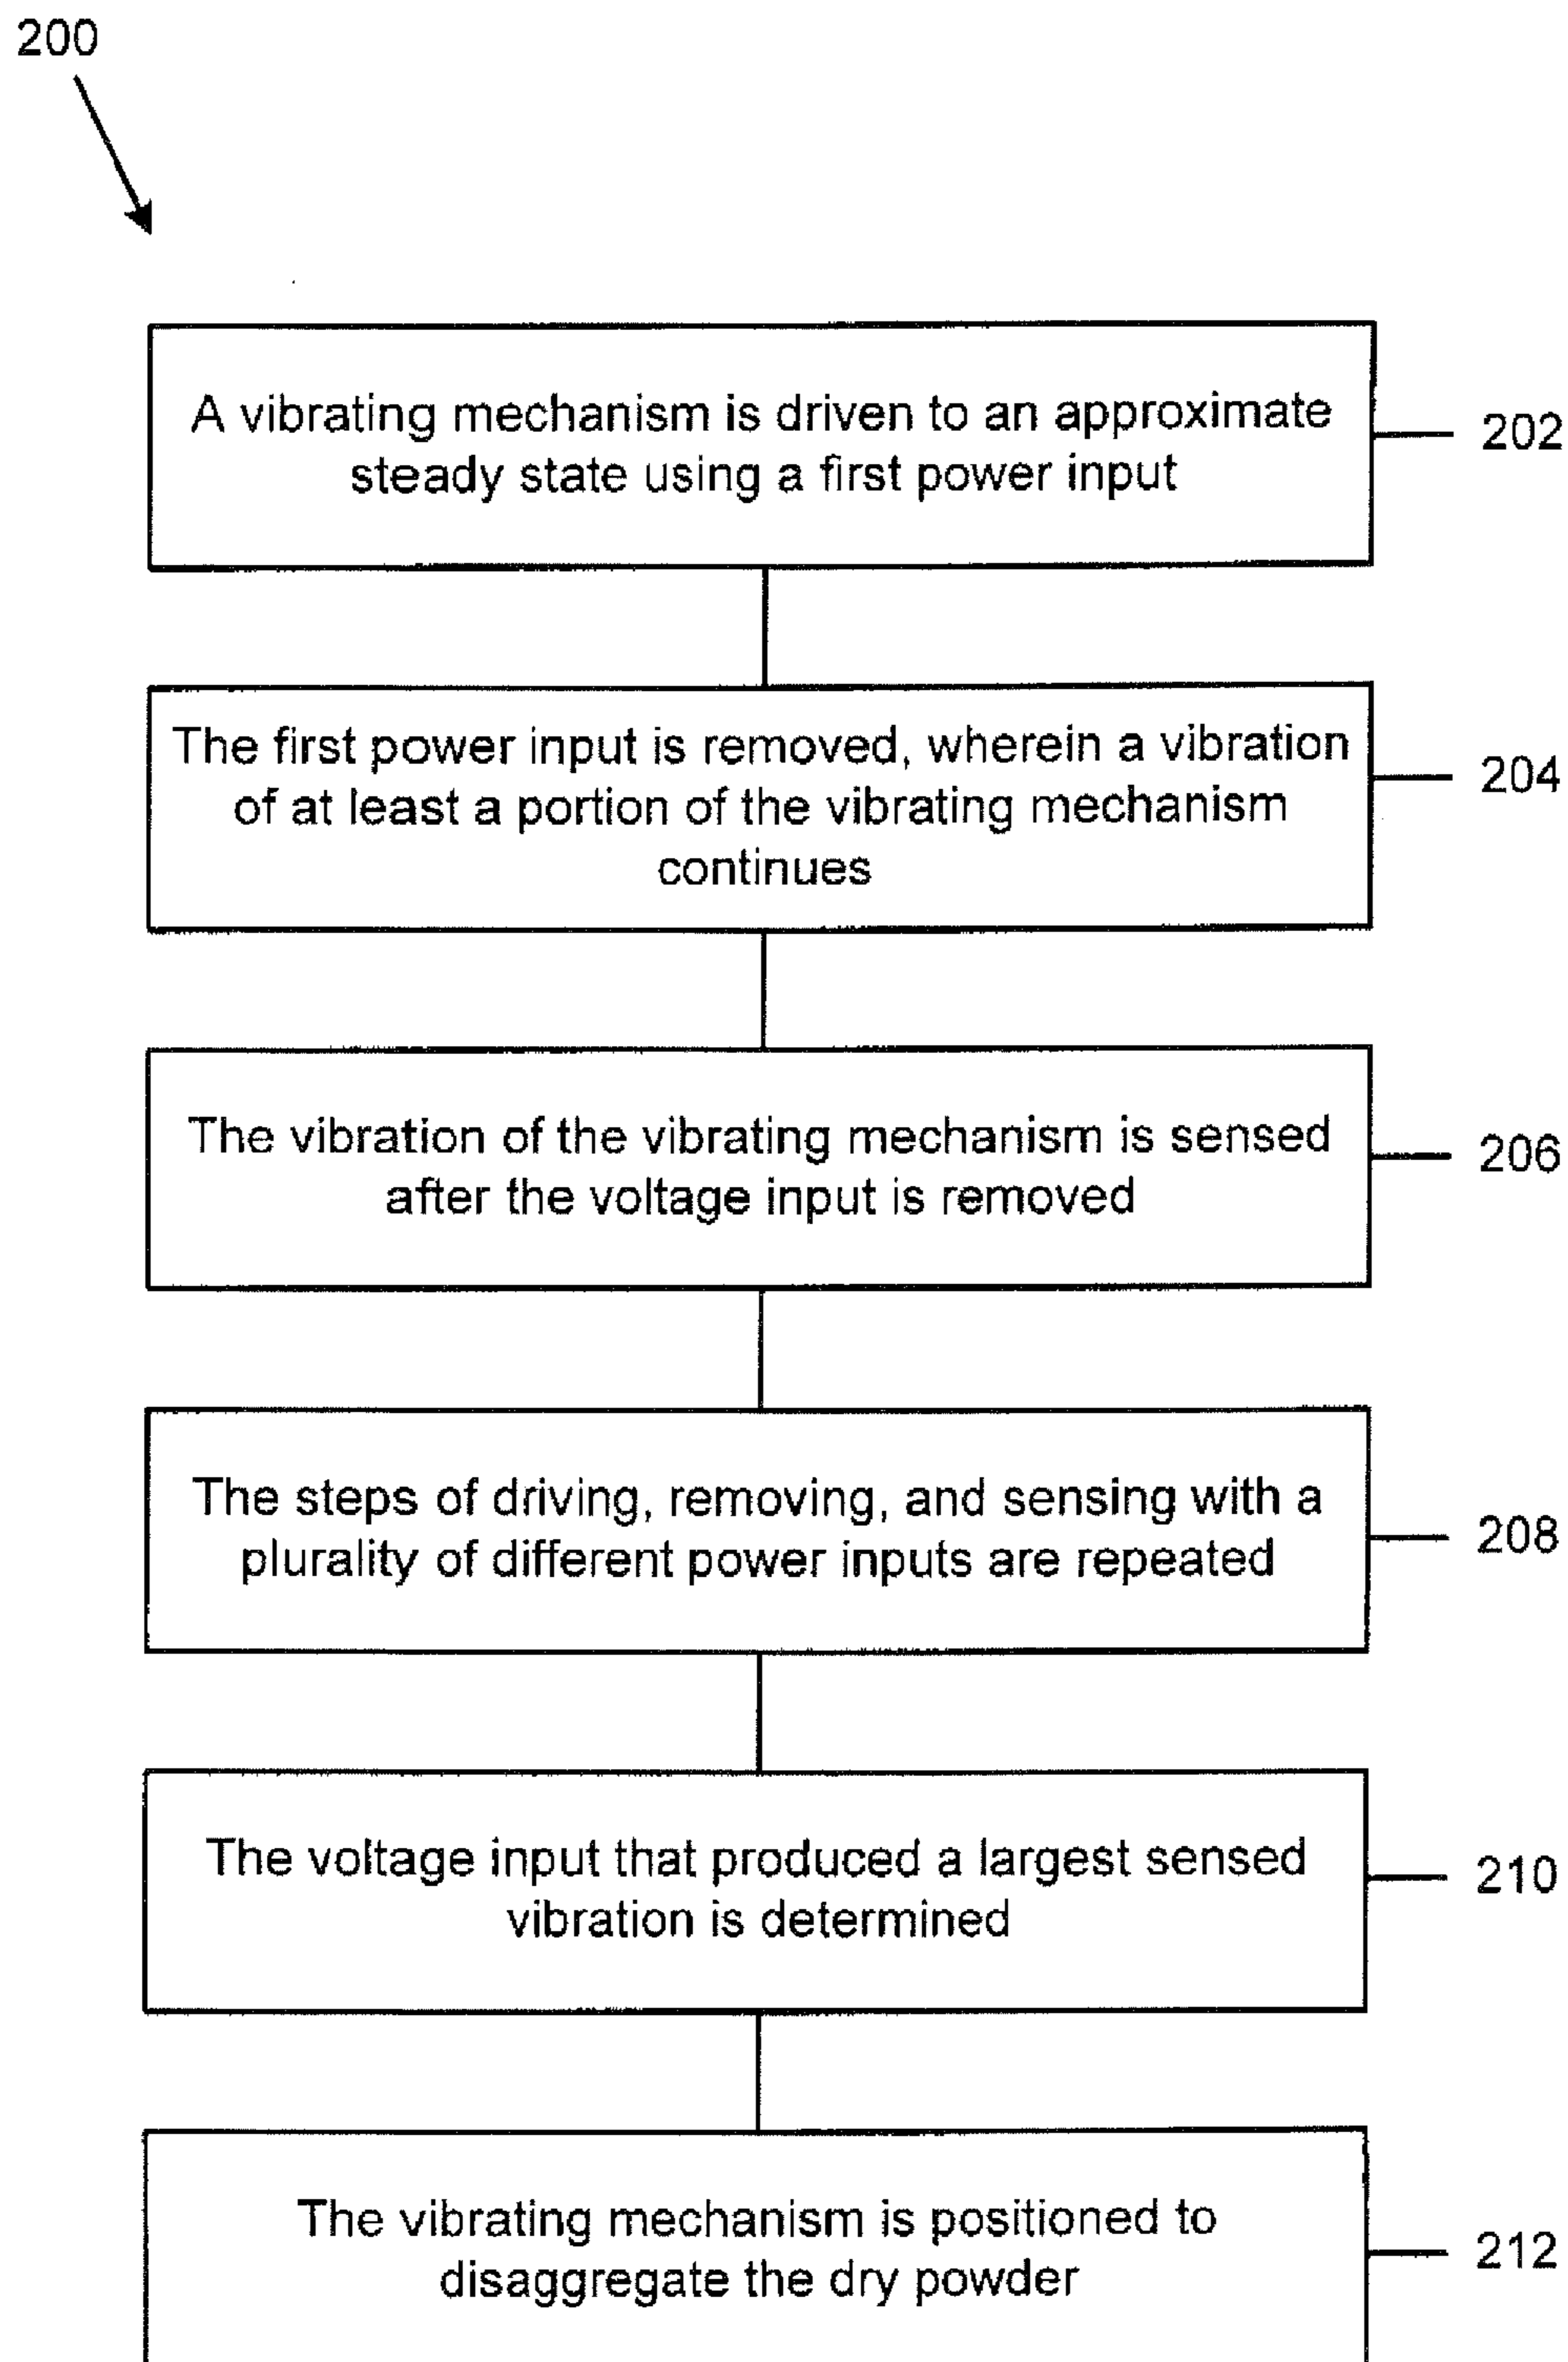 200
A vibrating mechanism is driven to an approximate
steady state using a first power input
202
The first power input is removed, wherein a vibration
of at least a portion of the vibrating mechanism
continues
204
The vibration of the vibrating mechanism is sensed
after the voltage input is removed
206
The steps of driving, removing, and sensing with a
plurality of different power inputs are repeated
208
The voltage input that produced a largest sensed
vibration is determined
210
The vibrating mechanism is positioned to
disaggregate the dry powder
212